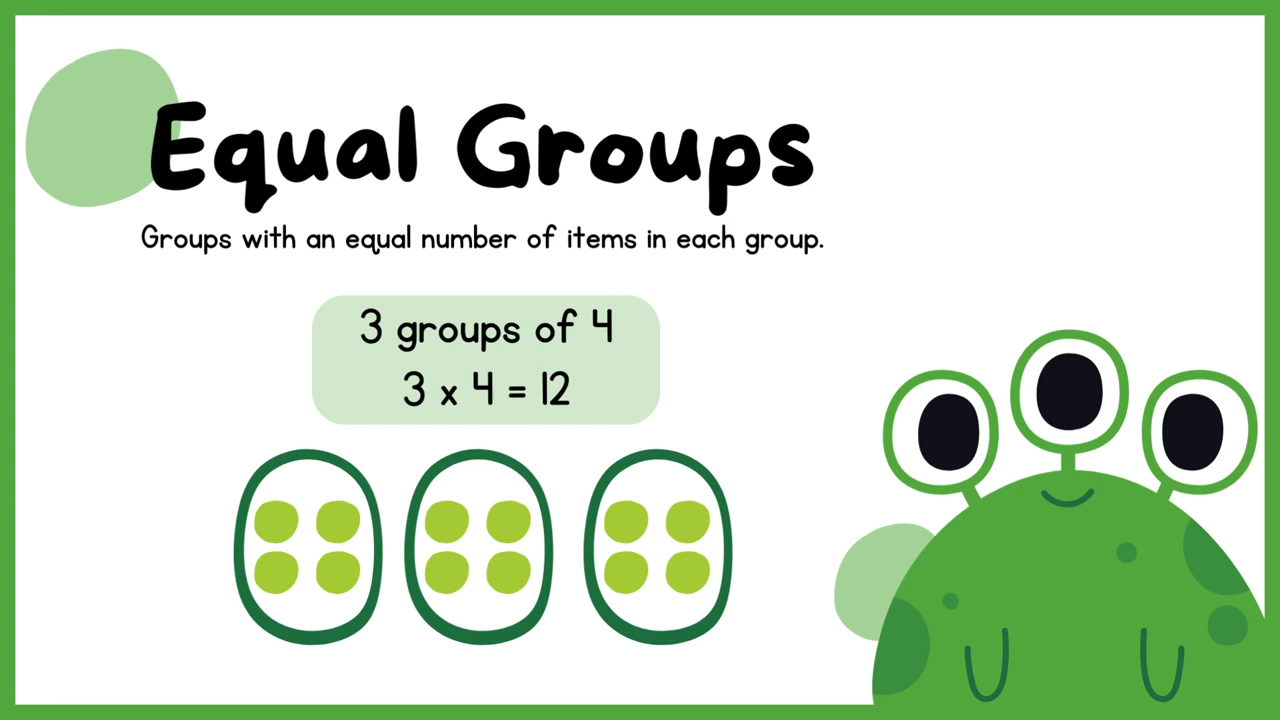 Equal Groups
Groups with an equal number of items in each group.
3 groups of 4
3 x 4 = 12